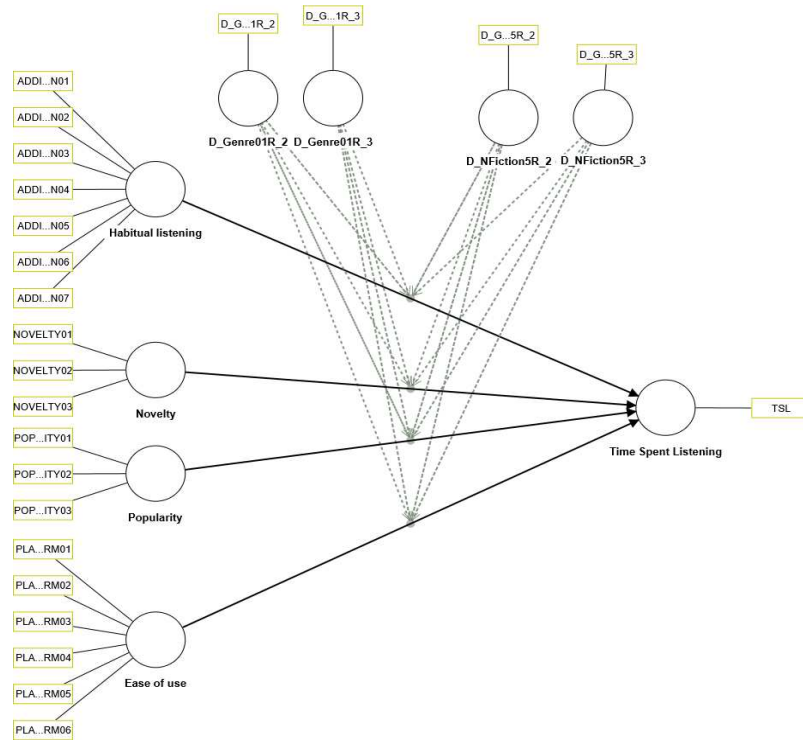 D_G...1R_2
D_G...1R_3
D_G...5R_2
D_G...5R_3
D_Genre01R_2
D_Genre01R_3
D_NFiction5R_2
D_NFiction5R_3
ADDI...N01
ADDI...N02
ADDI...N03
ADDI...N04
ADDI...N05
ADDI...N06
ADDI...N07
Habitual listening
NOVELTY01
NOVELTY02
NOVELTY03
Novelty
POP...ITY01
POP...ITY02
POP...ITY03
Popularity
PLA...RM01
PLA...RM02
PLA...RM03
PLA...RM04
PLA...RM05
PLA...RM06
Ease of use
Time Spent Listening
TSL